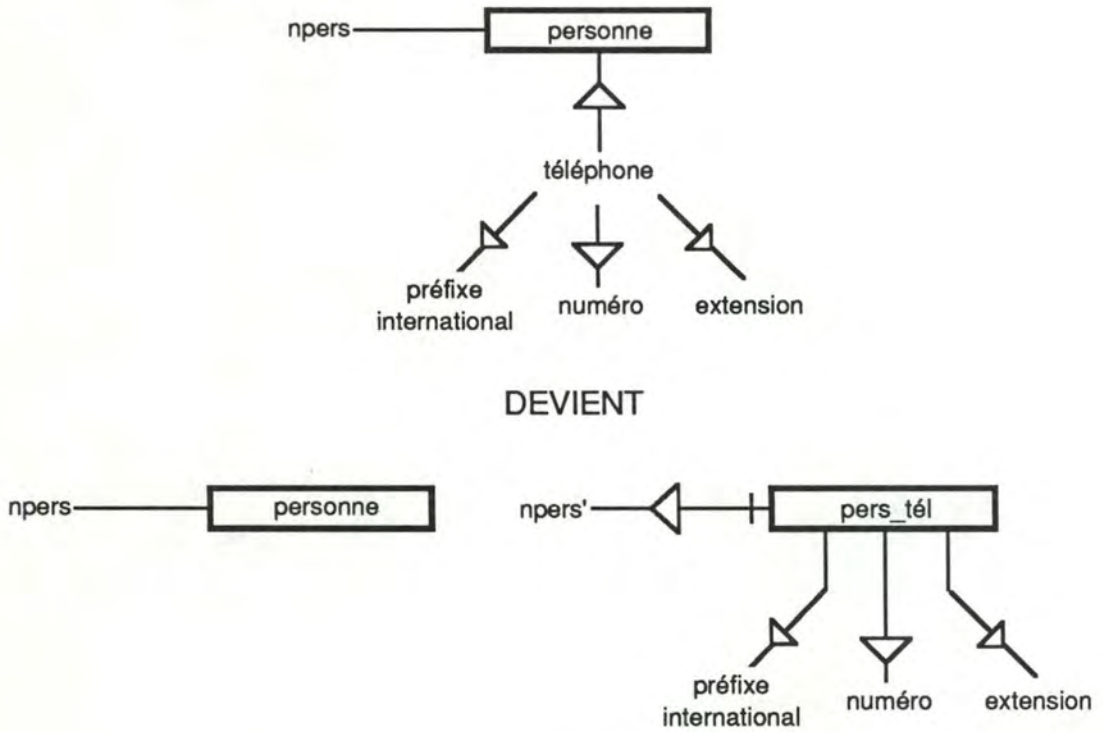 npers
personne
téléphone
préfixe
international
numéro
extension
DEVIENT
npers
personne
npers'
pers_tél
préfixe
international
numéro
extension